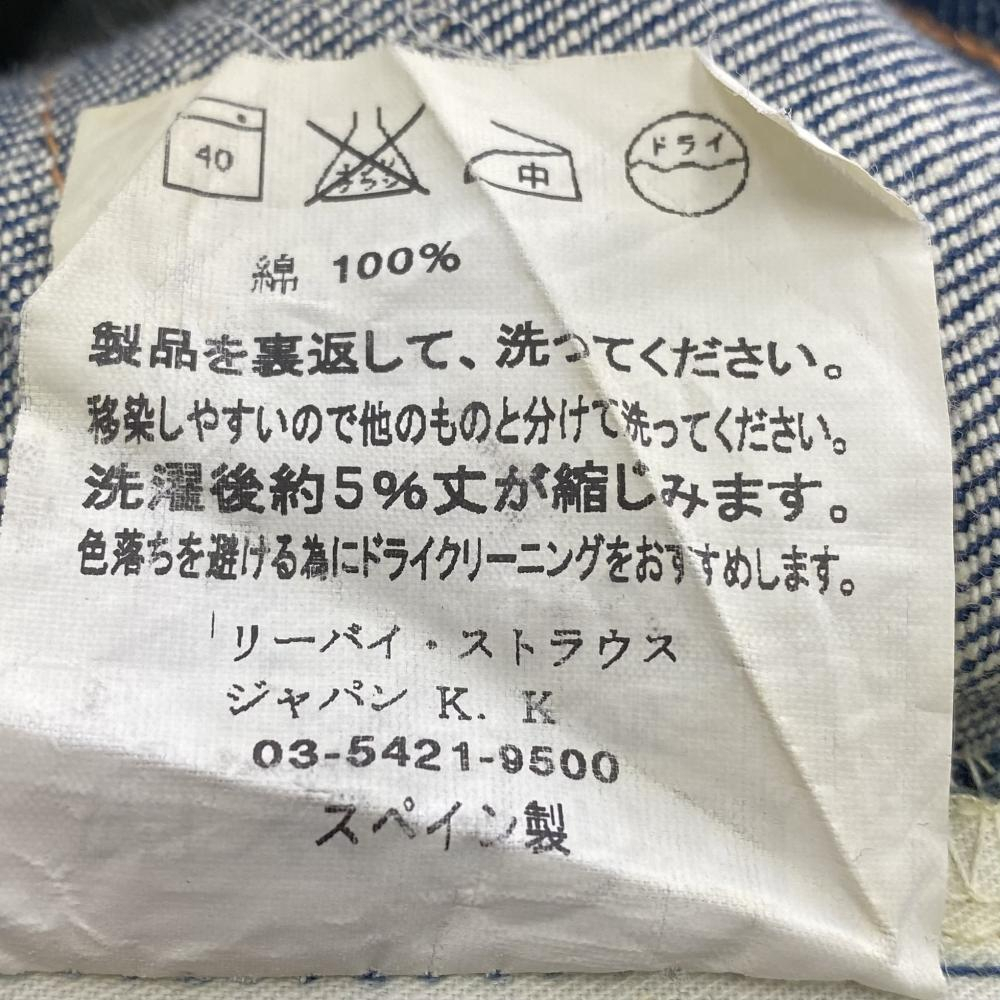 40
中
ドライ
綿 100%
製品を裏返して、洗ってください。
移染しやすいので他のものと分けて洗ってください。
洗濯後約5%丈が縮じみます。
色落ちを避ける為にドライクリーニングをおすすめします。
リーバイ・ストラウス
ジャパン K. K
03-5421-9500
スペイン製